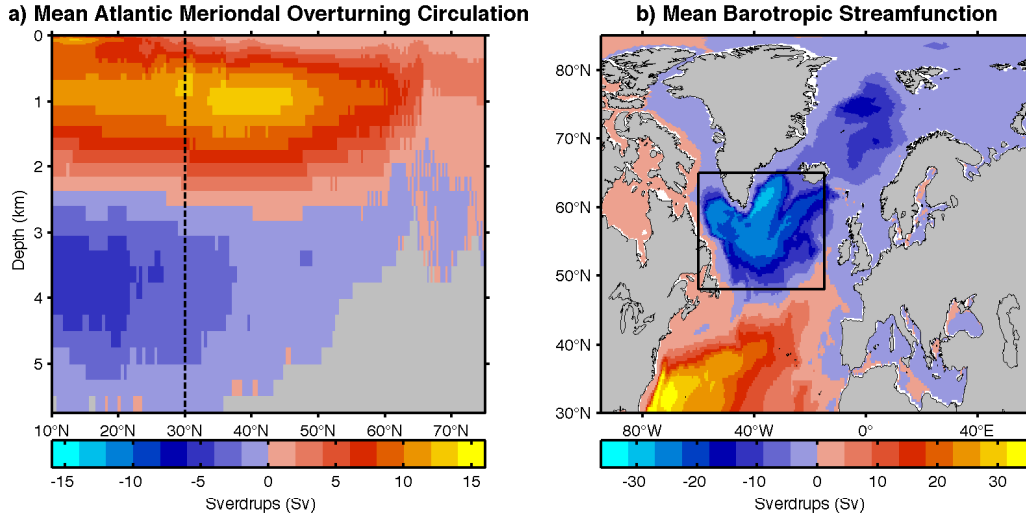 a) Mean Atlantic Meriondal Overturning Circulation
b) Mean Barotropic Streamfunction
0
1
2
3
4
5
Depth (km)
10°N 20°N 30°N 40°N 50°N 60°N 70°N
-15 -10 -5 0 5 10 15
Sverdrups (Sv)
80°N
70°N
60°N
50°N
40°N
30°N
80°W 40°W 0° 40°E
-30 -20 -10 0 10 20 30
Sverdrups (Sv)